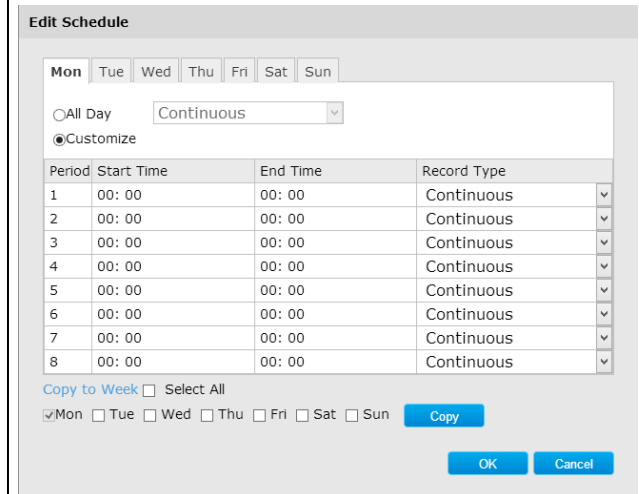 Edit Schedule
Mon Tue Wed Thu Fri Sat Sun
All Day Continuous
Customize
Period Start Time End Time Record Type
1 00: 00 00: 00 Continuous
2 00: 00 00: 00 Continuous
3 00: 00 00: 00 Continuous
4 00: 00 00: 00 Continuous
5 00: 00 00: 00 Continuous
6 00: 00 00: 00 Continuous
7 00: 00 00: 00 Continuous
8 00: 00 00: 00 Continuous
Copy to Week Select All
Mon Tue Wed Thu Fri Sat Sun Copy
OK Cancel